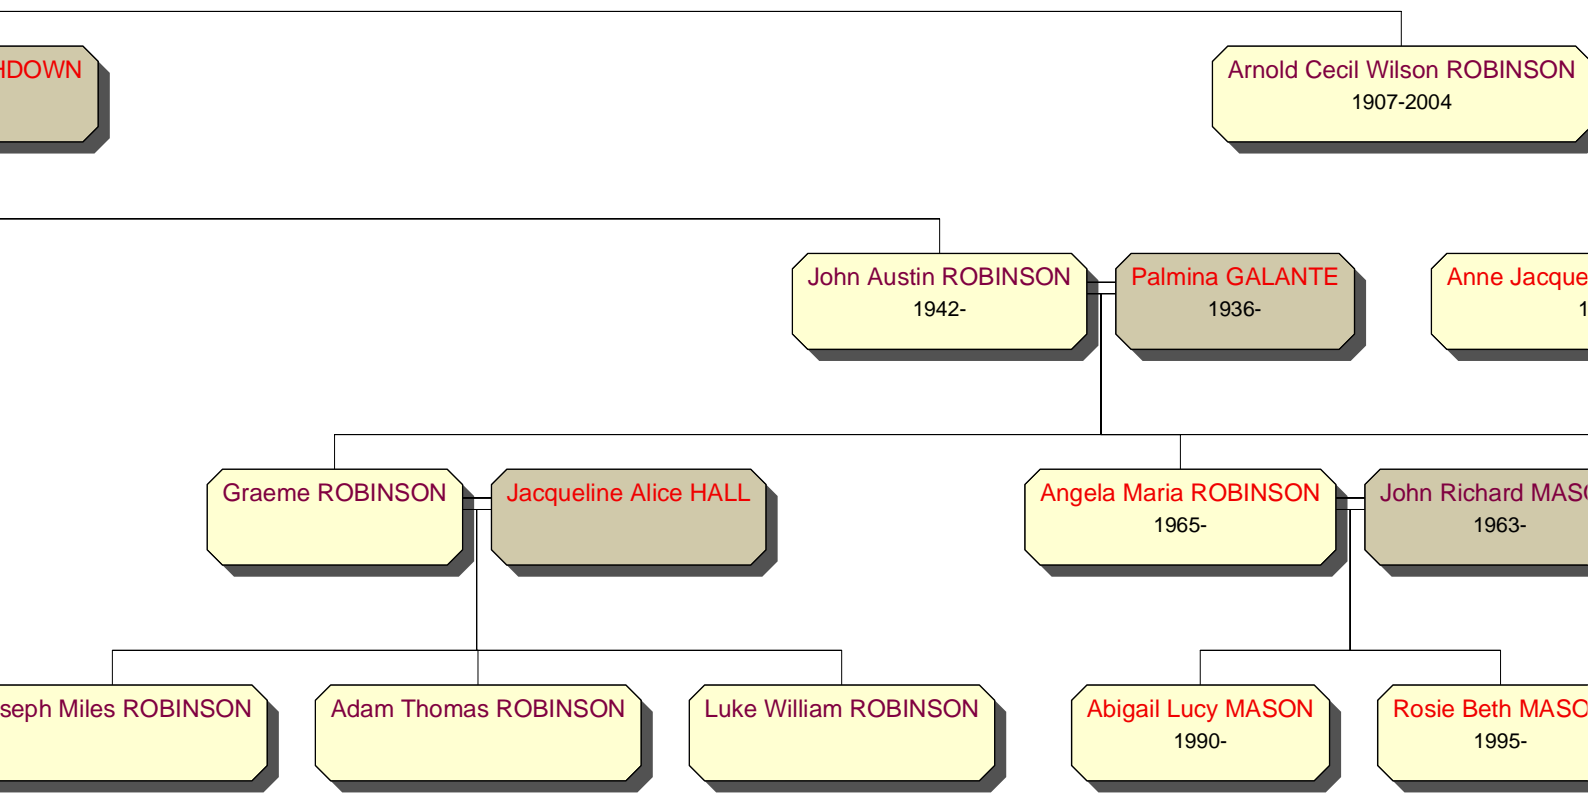 HDOWN
Arnold Cecil Wilson ROBINSON
1907-2004
John Austin ROBINSON
1942-
Palmina GALANTE
1936-
Anne Jacque
1
Graeme ROBINSON
Jacqueline Alice HALL
Angela Maria ROBINSON
1965-
John Richard MASO
1963-
seph Miles ROBINSON
Adam Thomas ROBINSON
Luke William ROBINSON
Abigail Lucy MASON
1990-
Rosie Beth MASO
1995-